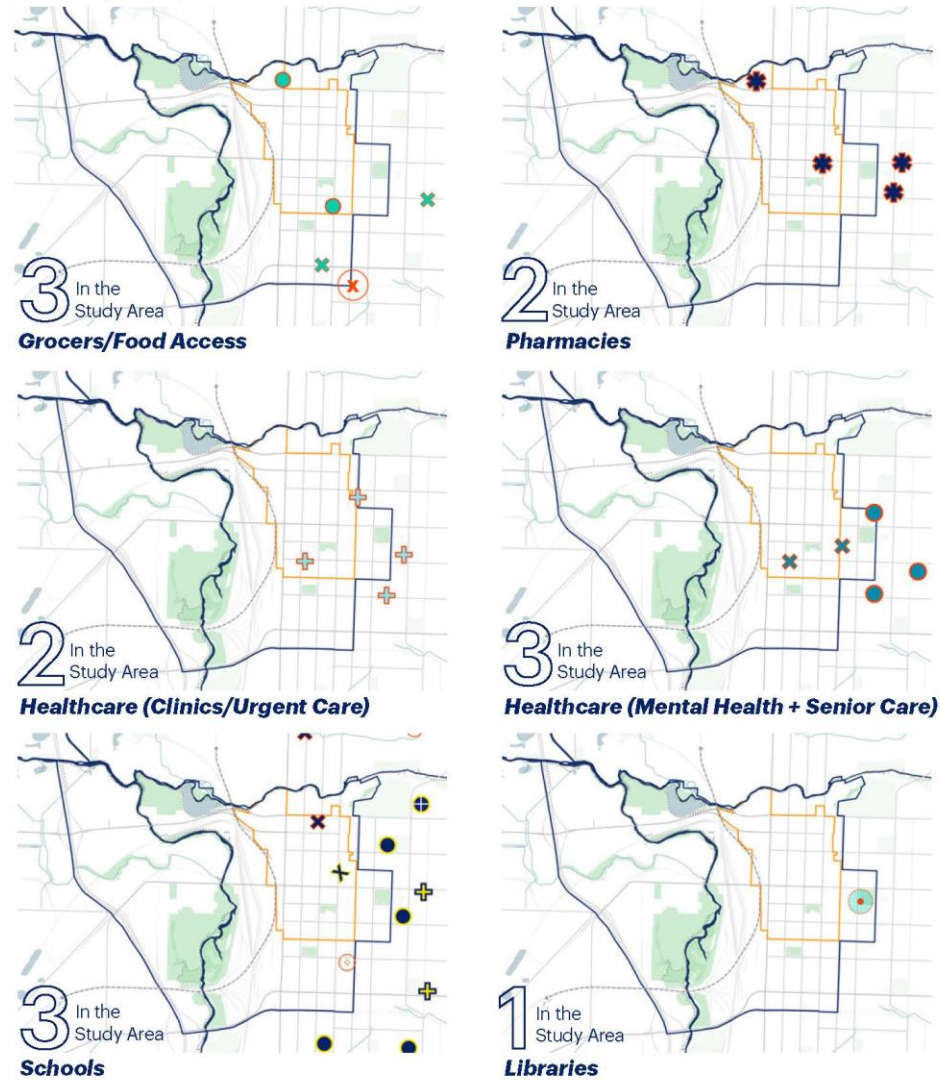 3 In the
Study Area
Grocers/Food Access
2 In the
Study Area
Pharmacies
2 In the
Study Area
Healthcare (Clinics/Urgent Care)
3 In the
Study Area
Healthcare (Mental Health + Senior Care)
3 In the
Study Area
Schools
1 In the
Study Area
Libraries